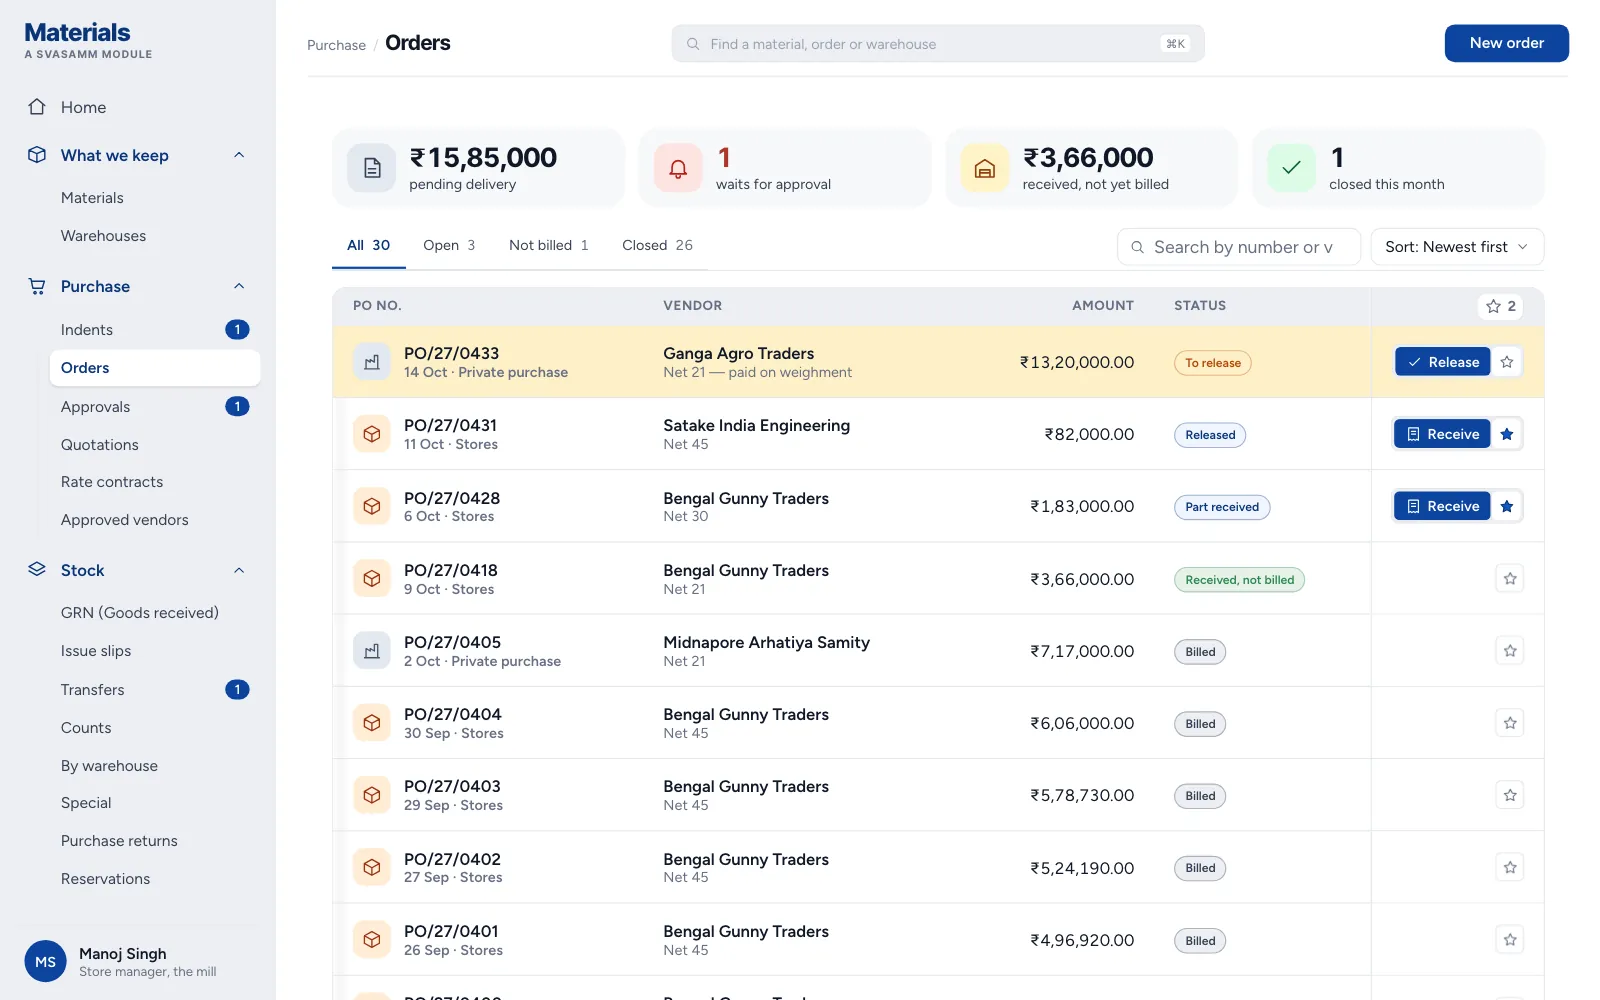 Materials
A SVASAMM MODULE
Home
What we keep
Materials
Warehouses
Purchase
Indents 1
Orders
Approvals 1
Quotations
Rate contracts
Approved vendors
Stock
GRN (Goods received)
Issue slips
Transfers 1
Counts
By warehouse
Special
Purchase returns
Reservations
MS
Manoj Singh
Store manager, the mill
Purchase / Orders
Find a material, order or warehouse ⌘K
New order
₹15,85,000
pending delivery
1
waits for approval
₹3,66,000
received, not yet billed
1
closed this month
All 30 Open 3 Not billed 1 Closed 26
Search by number or v
Sort: Newest first
PO NO. VENDOR AMOUNT STATUS 2
PO/27/0433
14 Oct · Private purchase
Ganga Agro Traders
Net 21 — paid on weighment
₹13,20,000.00
To release
Release
PO/27/0431
11 Oct · Stores
Satake India Engineering
Net 45
₹82,000.00
Released
Receive
PO/27/0428
6 Oct · Stores
Bengal Gunny Traders
Net 30
₹1,83,000.00
Part received
Receive
PO/27/0418
9 Oct · Stores
Bengal Gunny Traders
Net 21
₹3,66,000.00
Received, not billed
PO/27/0405
2 Oct · Private purchase
Midnapore Arhatiya Samity
Net 21
₹7,17,000.00
Billed
PO/27/0404
30 Sep · Stores
Bengal Gunny Traders
Net 45
₹6,06,000.00
Billed
PO/27/0403
29 Sep · Stores
Bengal Gunny Traders
Net 45
₹5,78,730.00
Billed
PO/27/0402
27 Sep · Stores
Bengal Gunny Traders
Net 45
₹5,24,190.00
Billed
PO/27/0401
26 Sep · Stores
Bengal Gunny Traders
Net 45
₹4,96,920.00
Billed